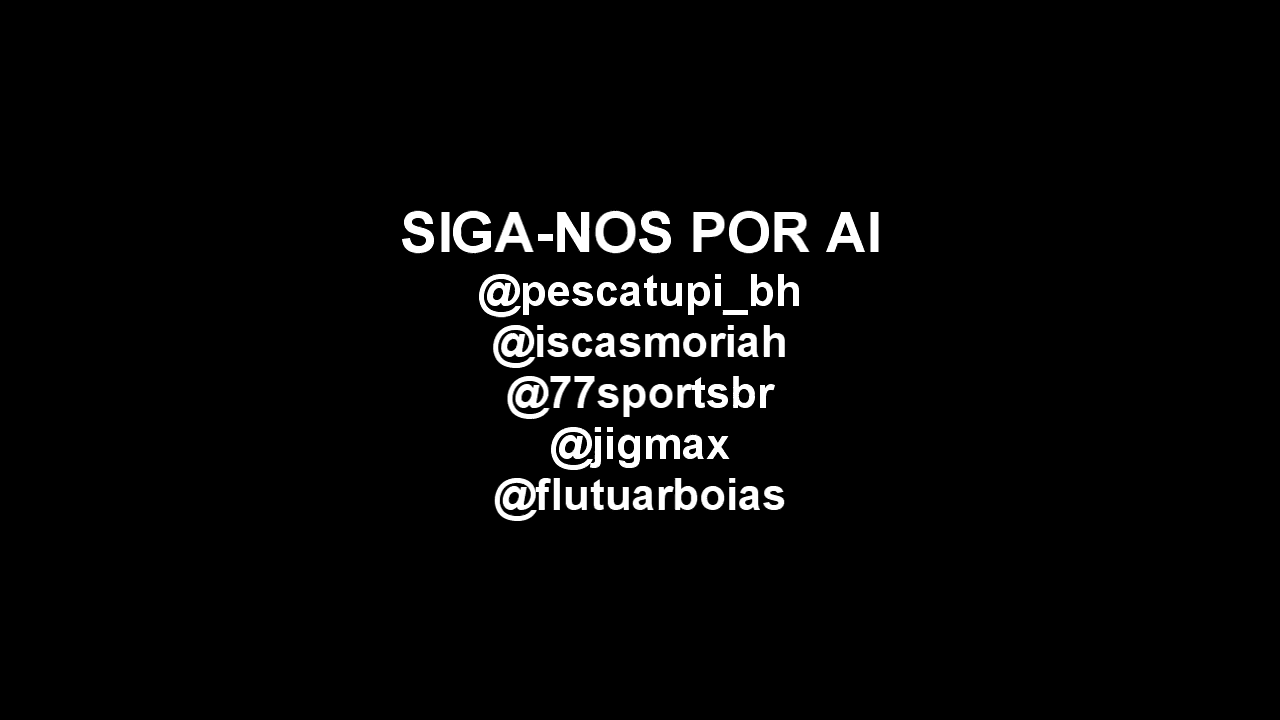 SIGA-NOS POR AI
@pescatupi_bh
@iscasmoriah
@77sportsbr
@jigmax
@flutuarboias